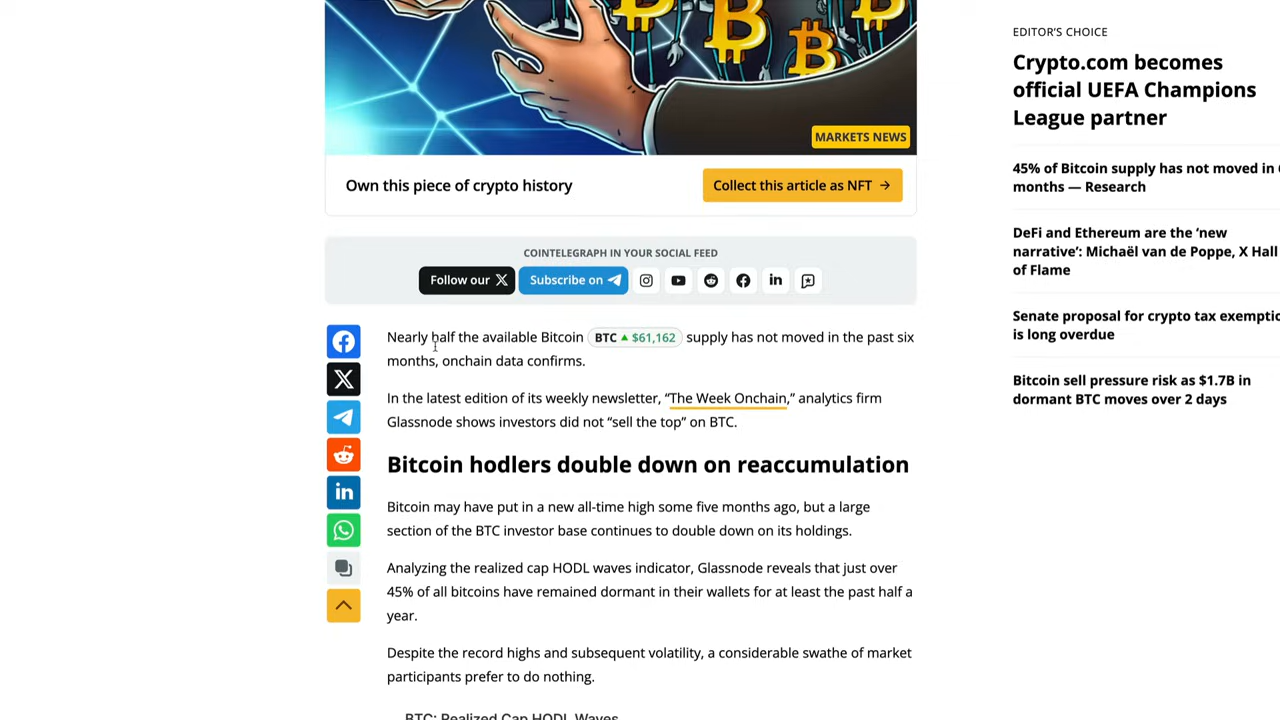 MARKETS NEWS
Own this piece of crypto history
Collect this article as NFT →
COINTELEGRAPH IN YOUR SOCIAL FEED
Follow our X
Subscribe on
Nearly half the available Bitcoin BTC ▲ $61,162 supply has not moved in the past six
months, onchain data confirms.
In the latest edition of its weekly newsletter, “The Week Onchain,” analytics firm
Glassnode shows investors did not “sell the top” on BTC.
Bitcoin hodlers double down on reaccumulation
Bitcoin may have put in a new all-time high some five months ago, but a large
section of the BTC investor base continues to double down on its holdings.
Analyzing the realized cap HODL waves indicator, Glassnode reveals that just over
45% of all bitcoins have remained dormant in their wallets for at least the past half a
year.
Despite the record highs and subsequent volatility, a considerable swathe of market
participants prefer to do nothing.
BTC: Realized Cap HODL Waves
EDITOR’S CHOICE
Crypto.com becomes
official UEFA Champions
League partner
45% of Bitcoin supply has not moved in
months — Research
DeFi and Ethereum are the ‘new
narrative’: Michaël van de Poppe, X Hall
of Flame
Senate proposal for crypto tax
is long overdue
Bitcoin sell pressure risk as $1.7B in
dormant BTC moves over 2 days